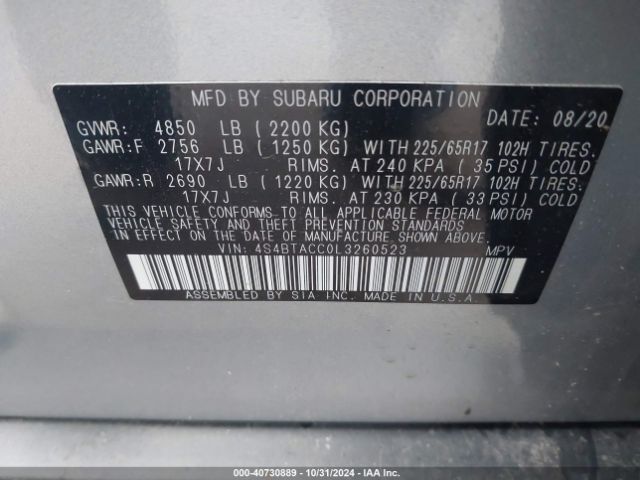 MFD BY SUBARU CORPORATION
DATE: 08/20
GVWR: 4850 LB ( 2200 KG)
GAWR:F 2756 LB ( 1250 KG) WITH 225/65R17 102H TIRES.
17X7J RIMS. AT 240 KPA ( 35 PSI) COLD
GAWR:R 2690 LB ( 1220 KG) WITH 225/65R17 102H TIRES.
17X7J RIMS. AT 230 KPA ( 33 PSI) COLD
THIS VEHICLE CONFORMS TO ALL APPLICABLE FEDERAL MOTOR
VEHICLE SAFETY AND THEFT PREVENTION STANDARDS
IN EFFECT ON THE DATE OF MANUFACTURE SHOWN ABOVE.
VIN: 4S4BTACC0L3260523 MPV
ASSEMBLED BY SIA INC. MADE IN U.S.A.
000-40730889 - 10/31/2024 - IAA Inc.